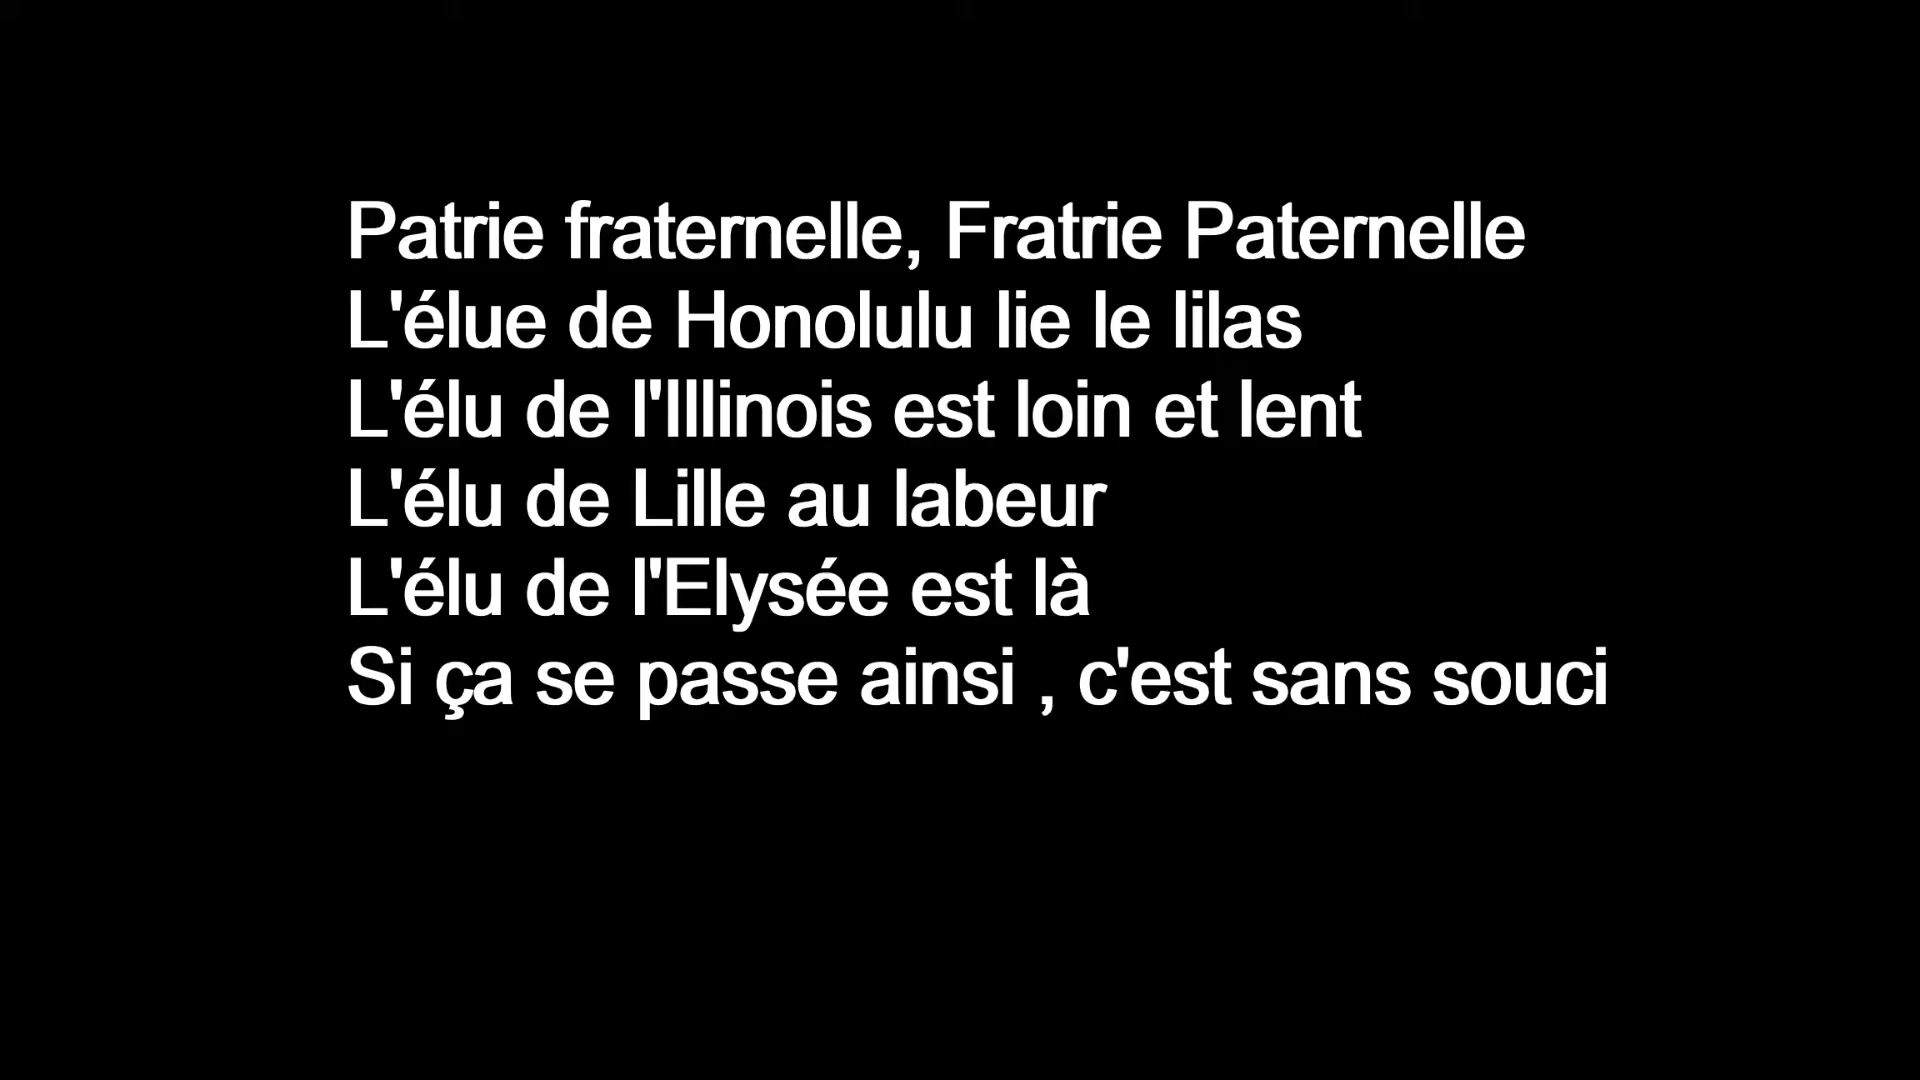 Patrie fraternelle, Fratrie Paternelle
L'élue de Honolulu lie le lilas
L'élu de l'Illinois est loin et lent
L'élu de Lille au labeur
L'élu de l'Elysée est là
Si ça se passe ainsi , c'est sans souci